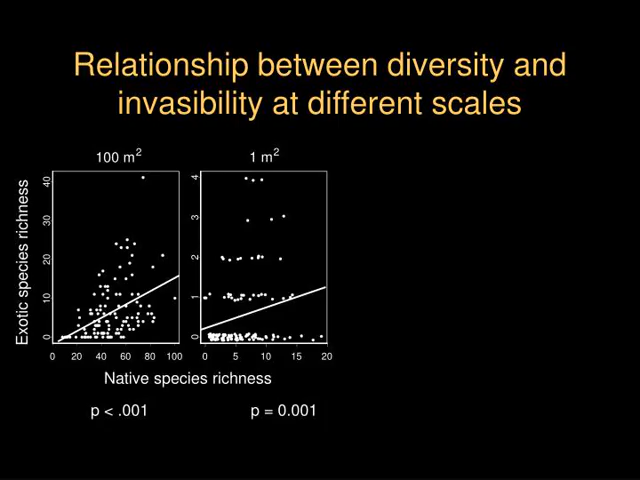 Relationship between diversity and
invasibility at different scales
100 m2
1 m2
Exotic species richness
40
30
20
10
0
4
3
2
1
0
0 20 40 60 80 100
0 5 10 15 20
Native species richness
p < .001
p = 0.001